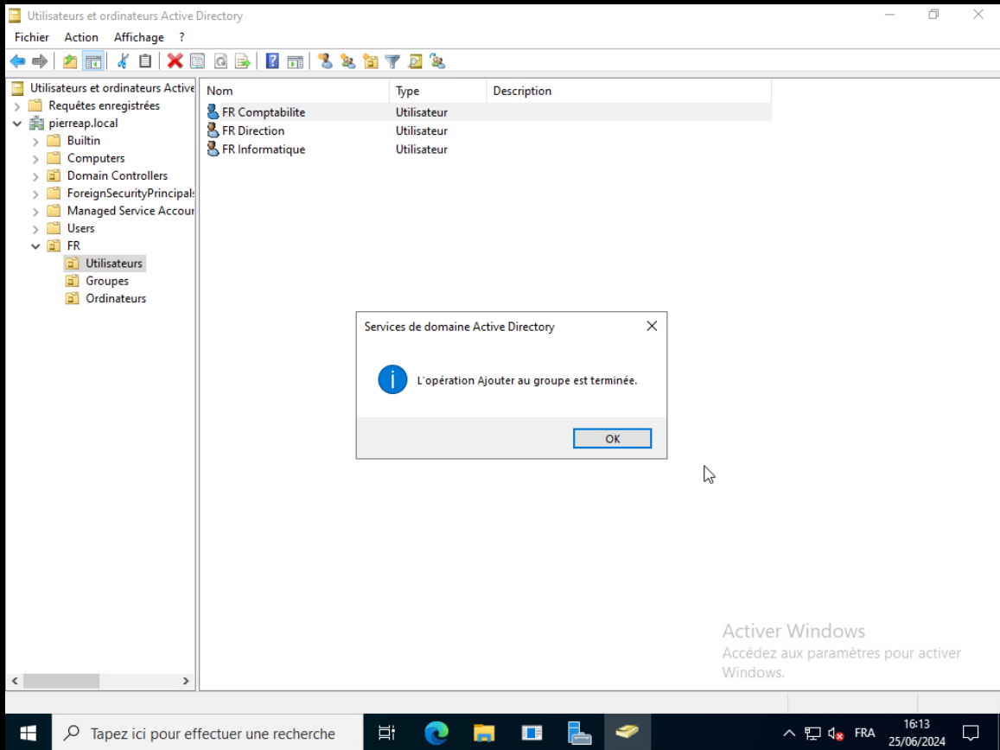 Utilisateurs et ordinateurs Active Directory
Fichier Action Affichage ?
Utilisateurs et ordinateurs Active
Requêtes enregistrées
pierreap.local
Builtin
Computers
Domain Controllers
ForeignSecurityPrincipals
Managed Service Accour
Users
FR
Utilisateurs
Groupes
Ordinateurs
Nom Type Description
FR Comptabilite Utilisateur
FR Direction Utilisateur
FR Informatique Utilisateur
Services de domaine Active Directory
L'opération Ajouter au groupe est terminée.
OK
Activer Windows
Accédez aux paramètres pour activer
Windows.
Tapez ici pour effectuer une recherche
FRA
16:13
25/06/2024